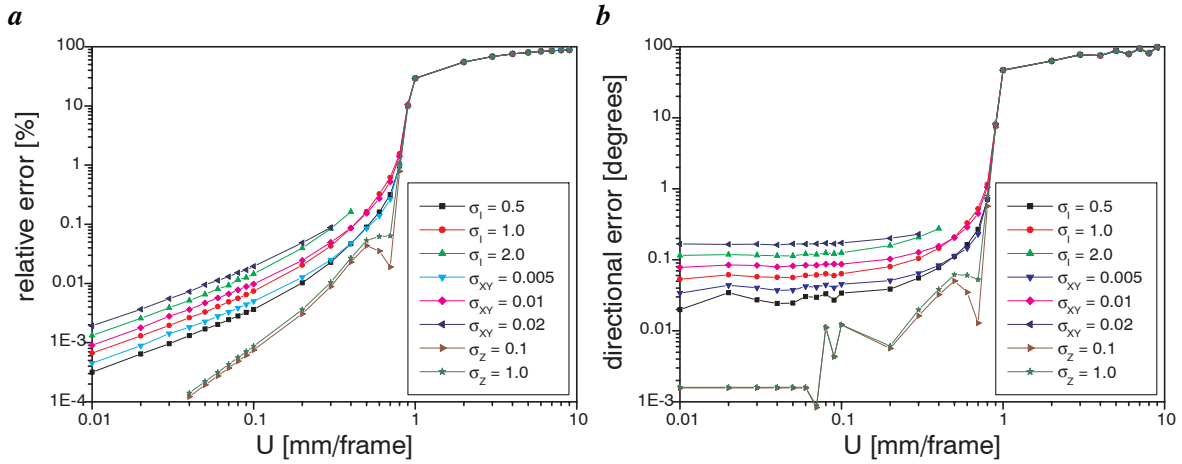 a
100
10
1
0.1
0.01
1E-3
1E-4
relative error [%]
0.01
0.1
1
10
U [mm/frame]
σI = 0.5
σI = 1.0
σI = 2.0
σXY = 0.005
σXY = 0.01
σXY = 0.02
σZ = 0.1
σZ = 1.0
b
100
10
1
0.1
0.01
1E-3
directional error [degrees]
0.01
0.1
1
10
U [mm/frame]
σI = 0.5
σI = 1.0
σI = 2.0
σXY = 0.005
σXY = 0.01
σXY = 0.02
σZ = 0.1
σZ = 1.0